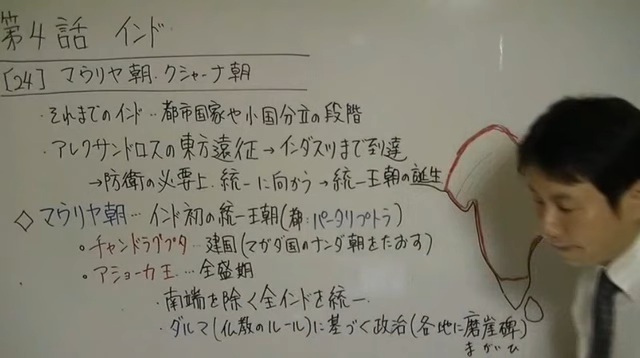 第4話 インド
[24] マウリヤ朝・クシャーナ朝
・それまでのインド‥都市国家や小国分立の段階
・アレクサンドロスの東方遠征→インダス川まで到達
→防衛の必要上、統一に向かう→統一王朝の誕生
◇マウリヤ朝…インド初の統一王朝(都:パータリプトラ)
・チャンドラグプタ…建国(マガダ国のナンダ朝をたおす)
・アショーカ王…全盛期
・南端を除く全インドを統一
・ダルマ(仏教のルール)に基づく政治(各地に磨崖碑)
まがいひ